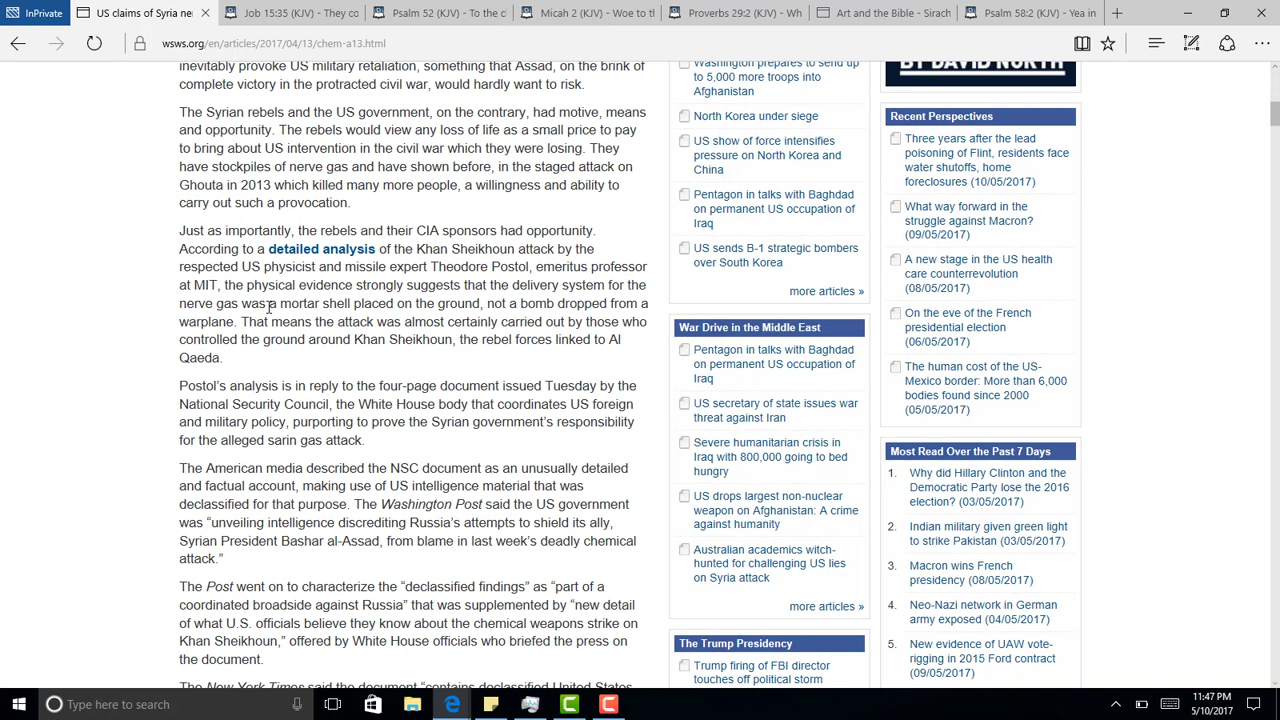 InPrivate
US claims of Syria ner
Job 15:35 (KJV) - They co
Psalm 52 (KJV) - To the cl
Micah 2 (KJV) - Woe to tl
Proverbs 29:2 (KJV) - Wh
Art and the Bible - Sirach
Psalm 58:2 (KJV) - Yea in
wsws.org/en/articles/2017/04/13/chem-a13.html
inevitably provoke US military retaliation, something that Assad, on the brink of
complete victory in the protracted civil war, would hardly want to risk.
The Syrian rebels and the US government, on the contrary, had motive, means
and opportunity. The rebels would view any loss of life as a small price to pay
to bring about US intervention in the civil war which they were losing. They
have stockpiles of nerve gas and have shown before, in the staged attack on
Ghouta in 2013 which killed many more people, a willingness and ability to
carry out such a provocation.
Just as importantly, the rebels and their CIA sponsors had opportunity.
According to a detailed analysis of the Khan Sheikhoun attack by the
respected US physicist and missile expert Theodore Postol, emeritus professor
at MIT, the physical evidence strongly suggests that the delivery system for the
nerve gas was a mortar shell placed on the ground, not a bomb dropped from a
warplane. That means the attack was almost certainly carried out by those who
controlled the ground around Khan Sheikhoun, the rebel forces linked to Al
Qaeda.
Postol's analysis is in reply to the four-page document issued Tuesday by the
National Security Council, the White House body that coordinates US foreign
and military policy, purporting to prove the Syrian government's responsibility
for the alleged sarin gas attack.
The American media described the NSC document as an unusually detailed
and factual account, making use of US intelligence material that was
declassified for that purpose. The Washington Post said the US government
was “unveiling intelligence discrediting Russia's attempts to shield its ally,
Syrian President Bashar al-Assad, from blame in last week's deadly chemical
attack.”
The Post went on to characterize the “declassified findings” as “part of a
coordinated broadside against Russia” that was supplemented by “new detail
of what U.S. officials believe they know about the chemical weapons strike on
Khan Sheikhoun,” offered by White House officials who briefed the press on
the document.
The New York Times said the document “contains declassified United States
Washington prepares to send up
to 5,000 more troops into
Afghanistan
North Korea under siege
US show of force intensifies
pressure on North Korea and
China
Pentagon in talks with Baghdad
on permanent US occupation of
Iraq
US sends B-1 strategic bombers
over South Korea
more articles »
War Drive in the Middle East
Pentagon in talks with Baghdad
on permanent US occupation of
Iraq
US secretary of state issues war
threat against Iran
Severe humanitarian crisis in
Iraq with 800,000 going to bed
hungry
US drops largest non-nuclear
weapon on Afghanistan: A crime
against humanity
Australian academics witch-
hunted for challenging US lies
on Syria attack
more articles »
The Trump Presidency
Trump firing of FBI director
touches off political storm
BY DAVID NORTH
Recent Perspectives
Three years after the lead
poisoning of Flint, residents face
water shutoffs, home
foreclosures (10/05/2017)
What way forward in the
struggle against Macron?
(09/05/2017)
A new stage in the US health
care counterrevolution
(08/05/2017)
On the eve of the French
presidential election
(06/05/2017)
The human cost of the US-
Mexico border: More than 6,000
bodies found since 2000
(05/05/2017)
Most Read Over the Past 7 Days
1. Why did Hillary Clinton and the
Democratic Party lose the 2016
election? (03/05/2017)
2. Indian military given green light
to strike Pakistan (03/05/2017)
3. Macron wins French
presidency (08/05/2017)
4. Neo-Nazi network in German
army exposed (04/05/2017)
5. New evidence of UAW vote-
rigging in 2015 Ford contract
(09/05/2017)
Type here to search
11:47 PM
5/10/2017